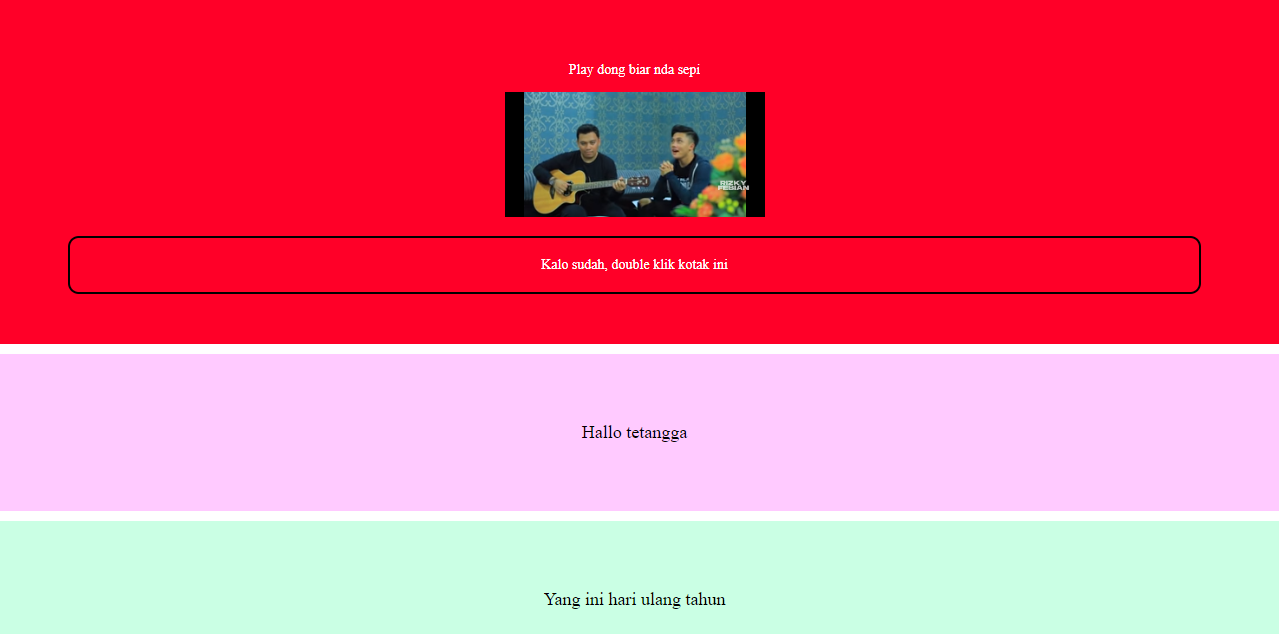 Play dong biar nda sepi
RIZKY
FEBIAN
Kalo sudah, double klik kotak ini
Hallo tetangga
Yang ini hari ulang tahun